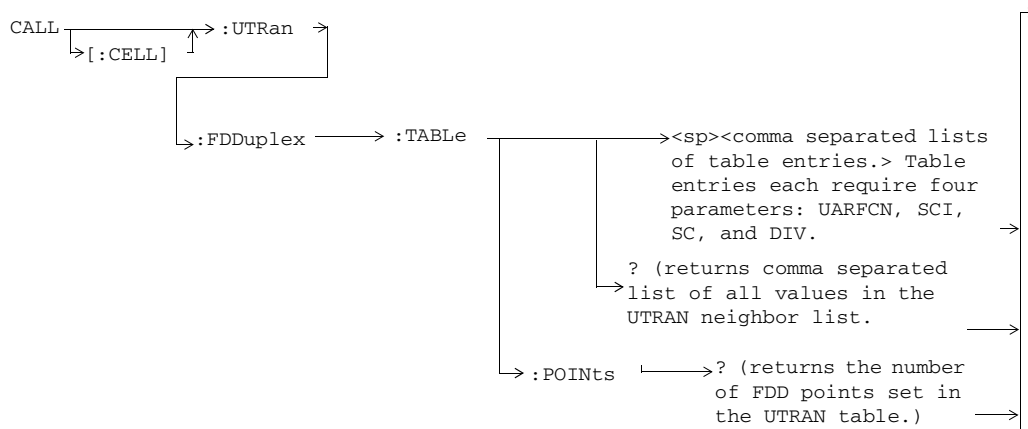 CALL :UTRan
[:CELL]
:FDDuplex :TABLe <sp><comma separated lists
of table entries.> Table
entries each require four
parameters: UARFCN, SCI,
SC, and DIV.
? (returns comma separated
list of all values in the
UTRAN neighbor list.
:POINts ? (returns the number
of FDD points set in
the UTRAN table.)